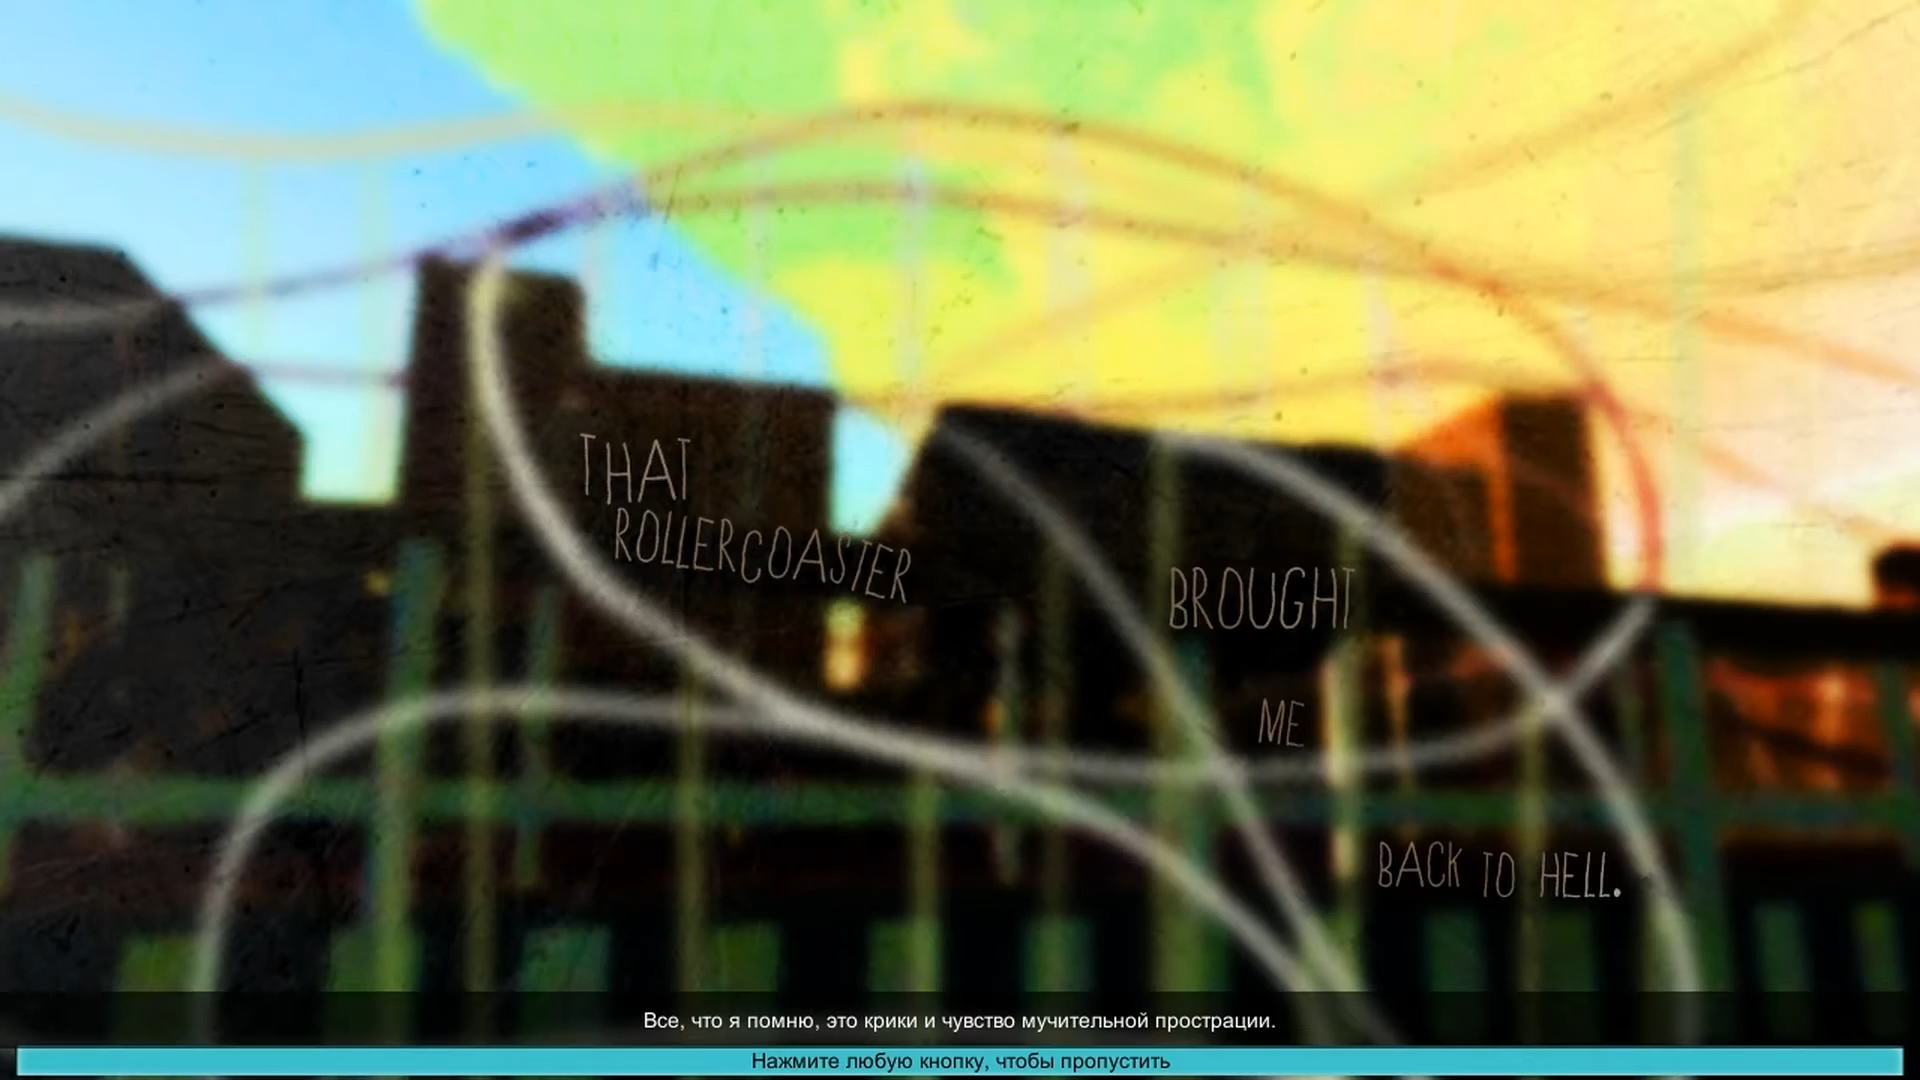 THAT
ROLLERCOASTER
BROUGHT
ME
BACK TO HELL.
Все, что я помню, это крики и чувство мучительной прострации.
Нажмите любую кнопку, чтобы пропустить